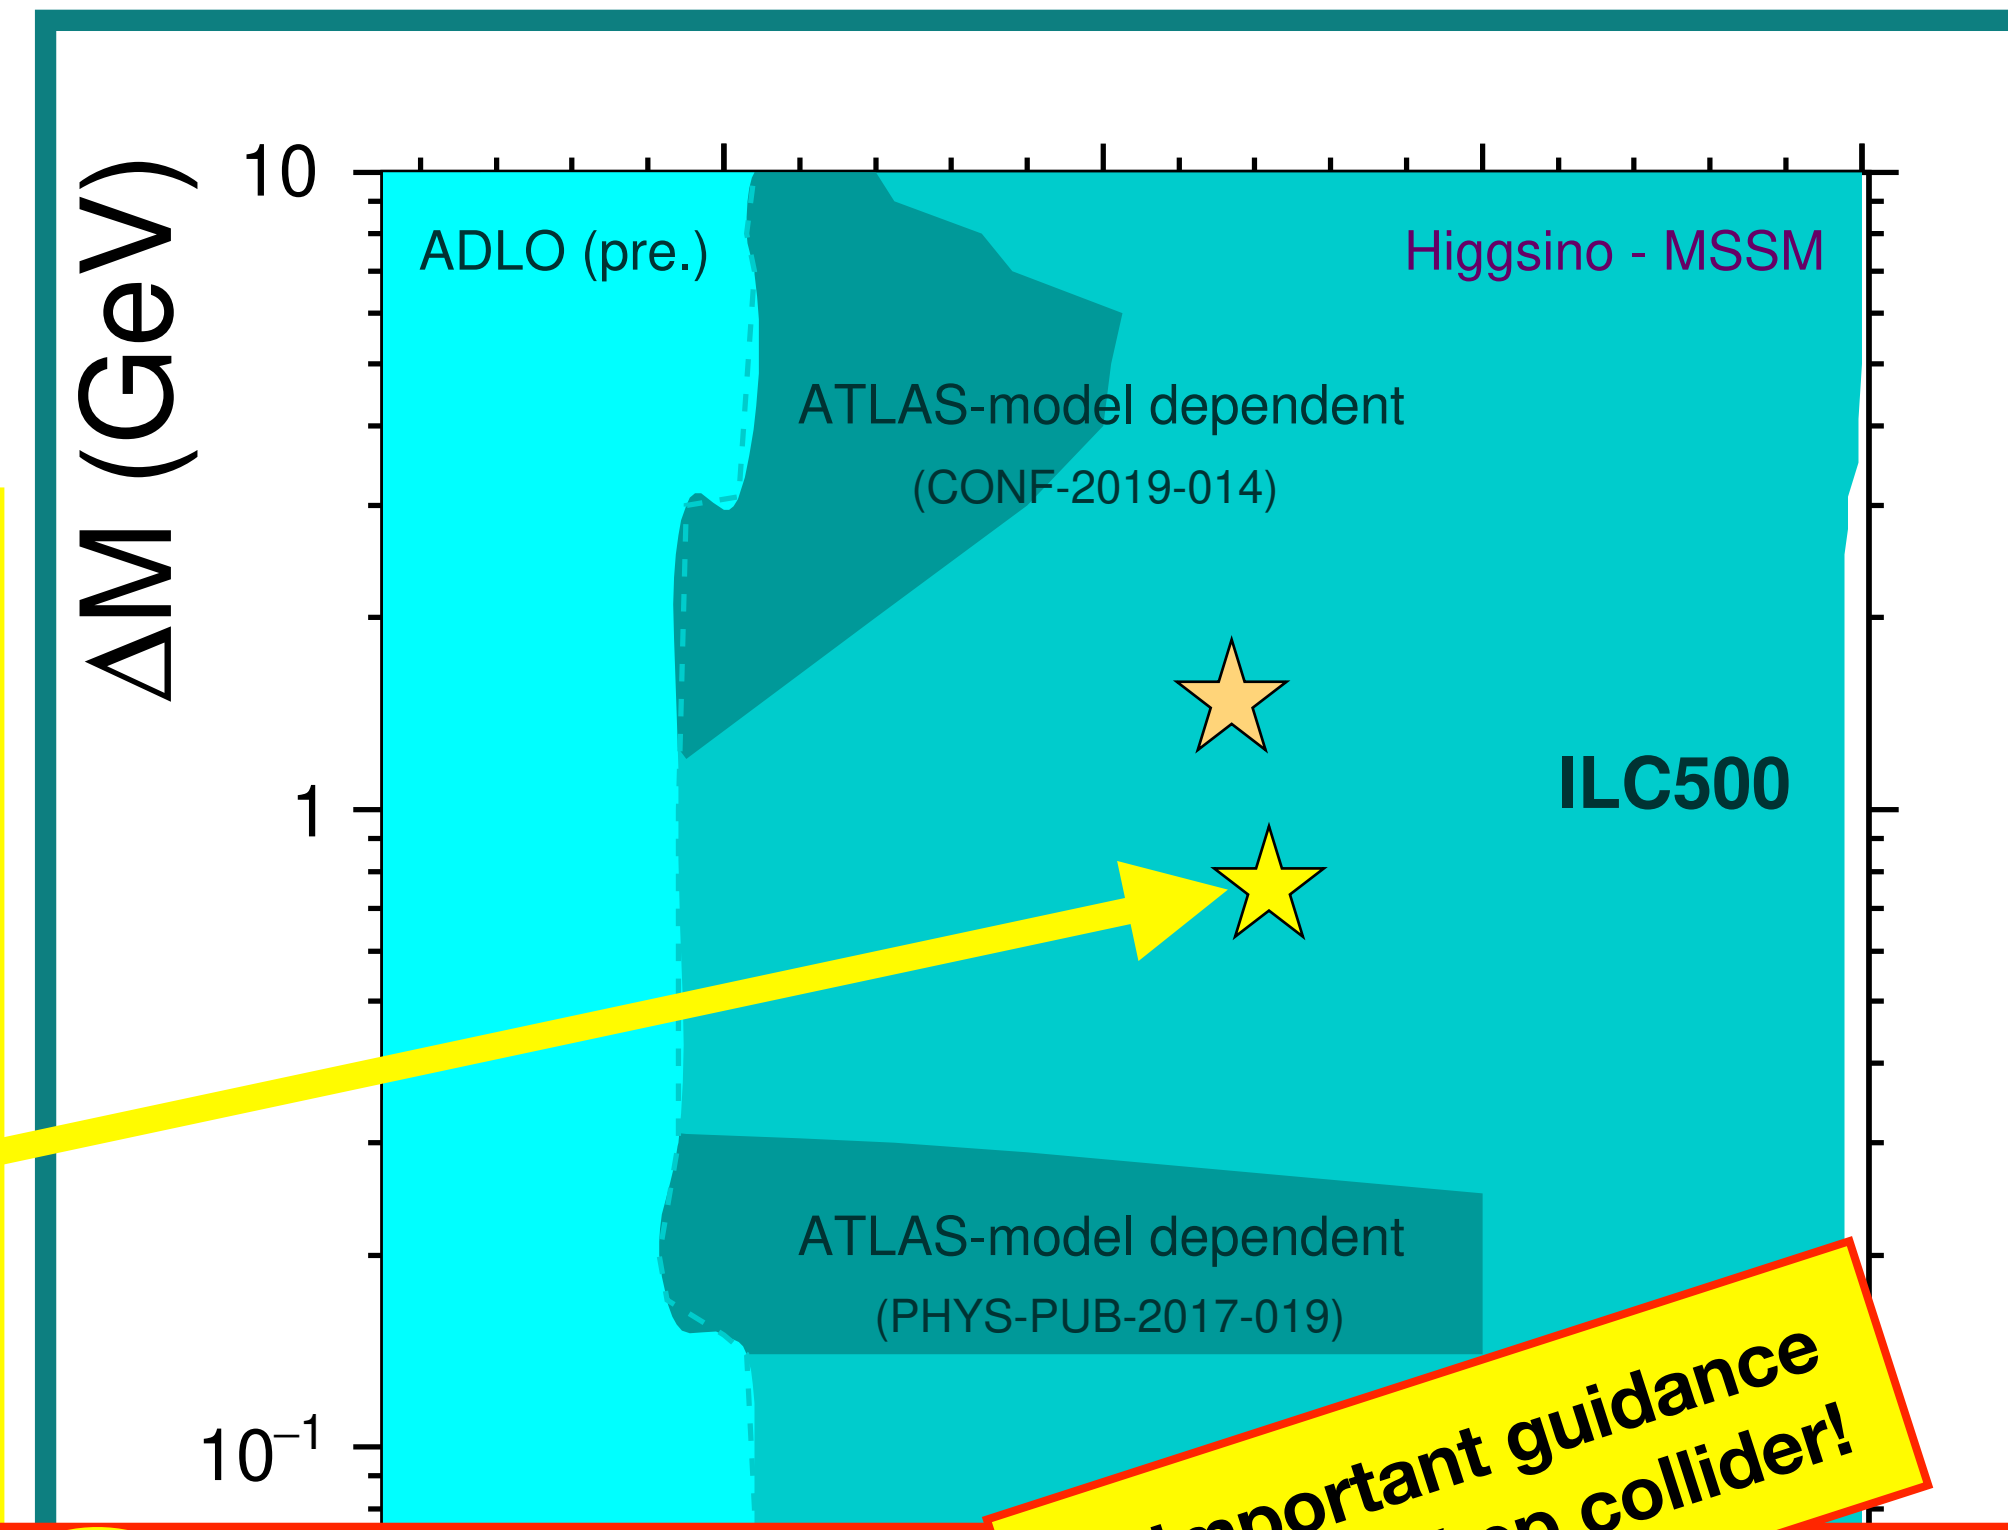 ΔM (GeV)
10
1
10⁻¹
ADLO (pre.)
Higgsino - MSSM
ATLAS-model dependent
(CONF-2019-014)
ILC500
ATLAS-model dependent
(PHYS-PUB-2017-019)
guidance
collider!